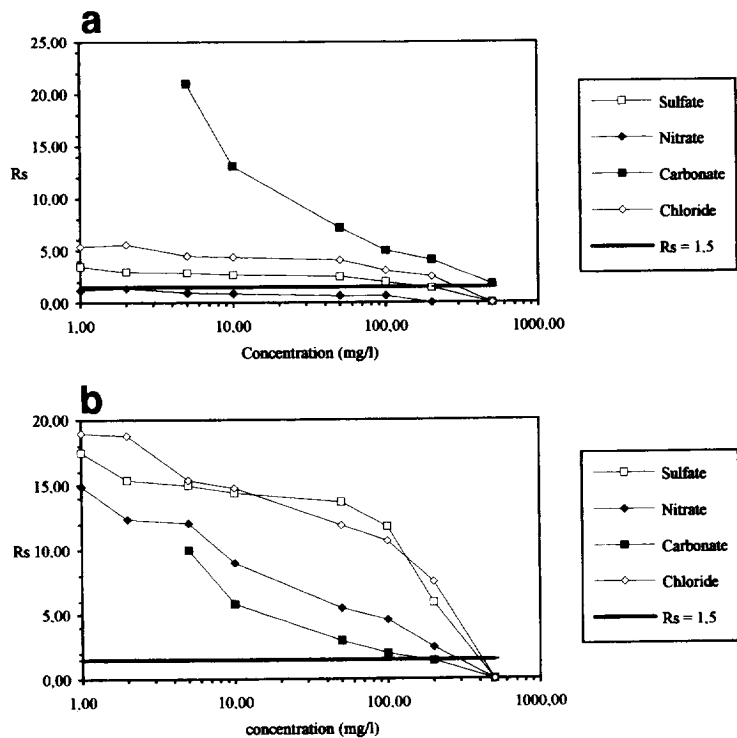 a
25.00
20.00
15.00
Rs
10.00
5.00
0.00
1.00 10.00 100.00 1000.00
Concentration (mg/l)
Sulfate
Nitrate
Carbonate
Chloride
Rs = 1.5
b
20.00
15.00
Rs 10.00
5.00
0.00
1.00 10.00 100.00 1000.00
concentration (mg/l)
Sulfate
Nitrate
Carbonate
Chloride
Rs = 1.5